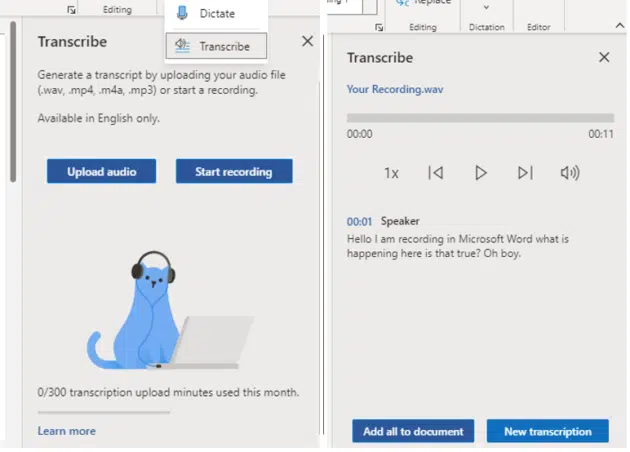 Editing
Dictate
Transcribe
Transcribe
Generate a transcript by uploading your audio file
(.wav, .mp4, .m4a, .mp3) or start a recording.
Available in English only.
Upload audio
Start recording
0/300 transcription upload minutes used this month.
Learn more
Replace
Editing
Dictation
Editor
Transcribe
Your Recording.wav
00:00
00:11
1x
00:01 Speaker
Hello I am recording in Microsoft Word what is
happening here is that true? Oh boy.
Add all to document
New transcription